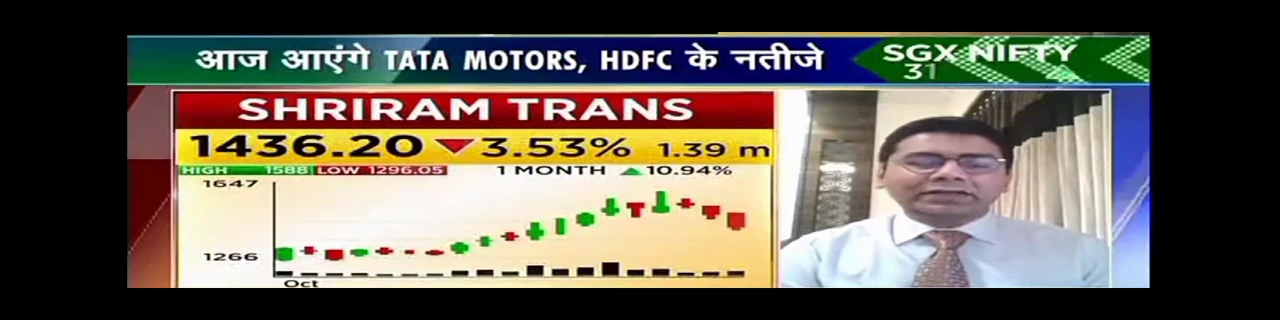 आज आएंगे TATA MOTORS, HDFC के नतीजे
SGX NIFTY
31
SHRIRAM TRANS
1436.20 ▼ 3.53% 1.39 m
HIGH 1588 LOW 1296.05 1 MONTH ▲ 10.94%
1647
1266
Oct